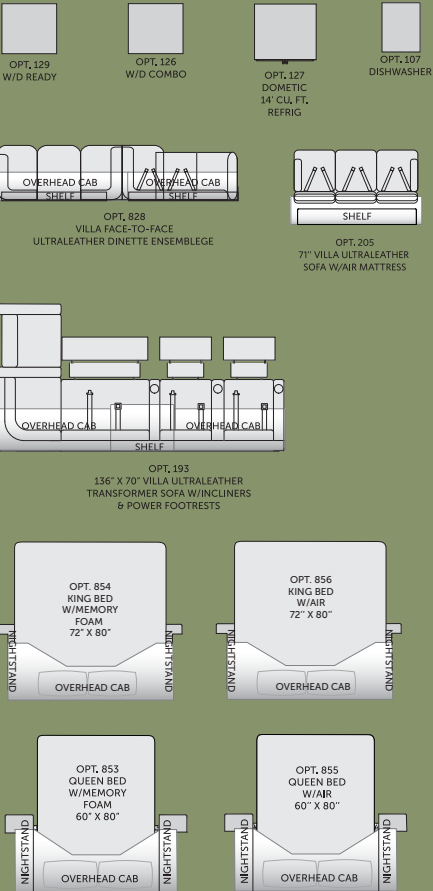 OPT. 129
W/D READY
OPT. 126
W/D COMBO
OPT. 127
DOMETIC
14' CU. FT.
REFRIG
OPT. 107
DISHWASHER
OVERHEAD CAB
OVERHEAD CAB
SHELF
SHELF
OPT. 828
VILLA FACE-TO-FACE
ULTRALEATHER DINETTE ENSEMBLEGE
SHELF
OPT. 205
71" VILLA ULTRALEATHER
SOFA W/AIR MATTRESS
OVERHEAD CAB
OVERHEAD CAB
SHELF
OPT. 193
136" X 70" VILLA ULTRALEATHER
TRANSFORMER SOFA W/INCLINERS
& POWER FOOTRESTS
OPT. 854
KING BED
W/MEMORY
FOAM
72" X 80"
NIGHTSTAND
NIGHTSTAND
OVERHEAD CAB
OPT. 856
KING BED
W/AIR
72" X 80"
NIGHTSTAND
NIGHTSTAND
OVERHEAD CAB
OPT. 853
QUEEN BED
W/MEMORY
FOAM
60" X 80"
NIGHTSTAND
NIGHTSTAND
OVERHEAD CAB
OPT. 855
QUEEN BED
W/AIR
60" X 80"
NIGHTSTAND
NIGHTSTAND
OVERHEAD CAB